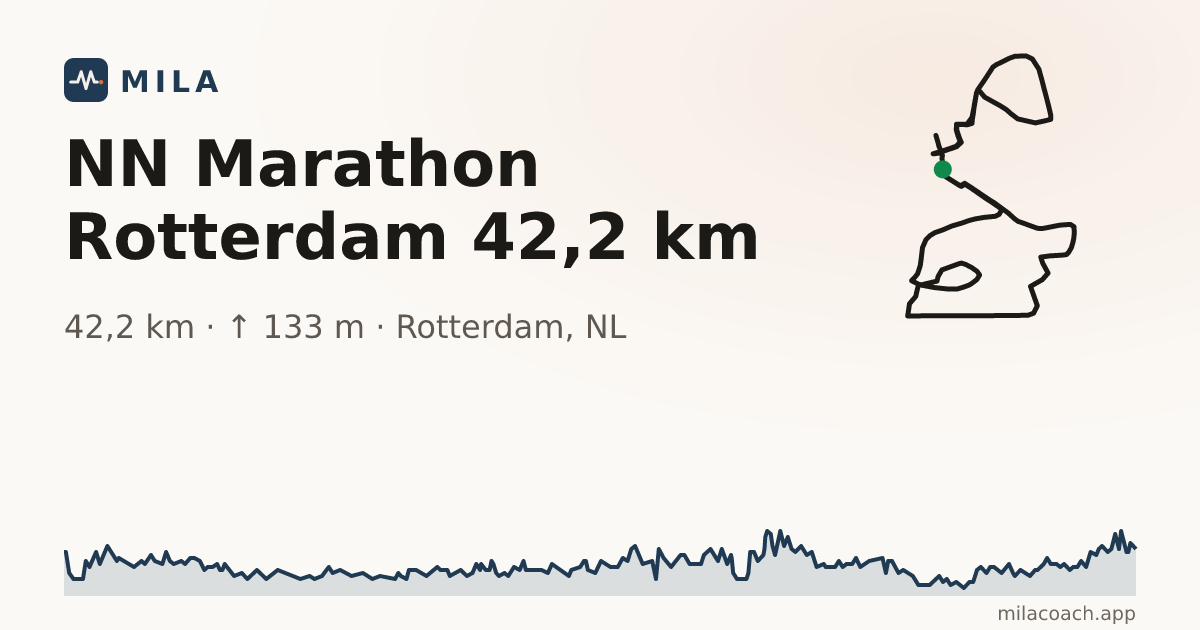 MILA
NN Marathon
Rotterdam 42,2 km
42,2 km · ↑ 133 m · Rotterdam, NL
milacoach.app